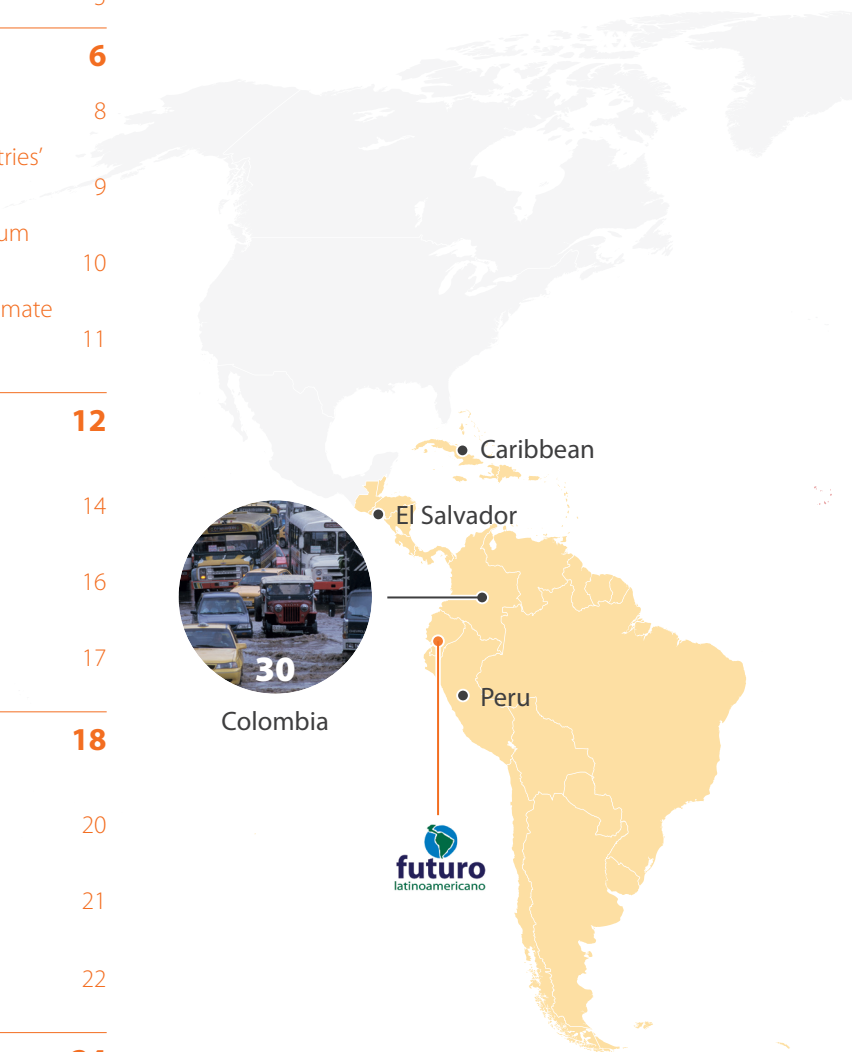 6
8
tries’
9
um
10
mate
11
12
14
16
17
18
20
21
22
Caribbean
El Salvador
30
Colombia
Peru
futuro
latinoamericano